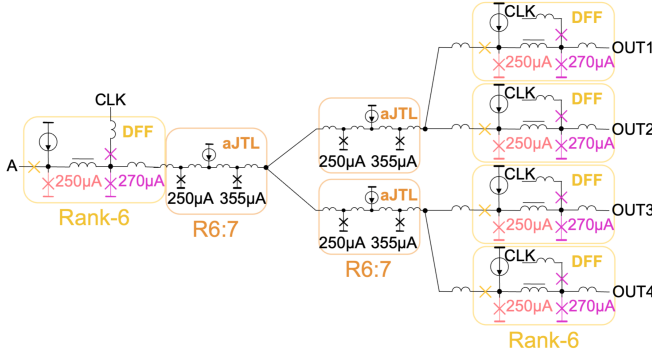 CLK
DFF
OUT1
250µA
270µA
CLK
DFF
aJTL
OUT2
250µA
270µA
250µA
355µA
CLK
DFF
A
250µA
270µA
Rank-6
aJTL
250µA
355µA
R6:7
aJTL
250µA
355µA
R6:7
CLK
DFF
OUT3
250µA
270µA
CLK
DFF
OUT4
250µA
270µA
Rank-6